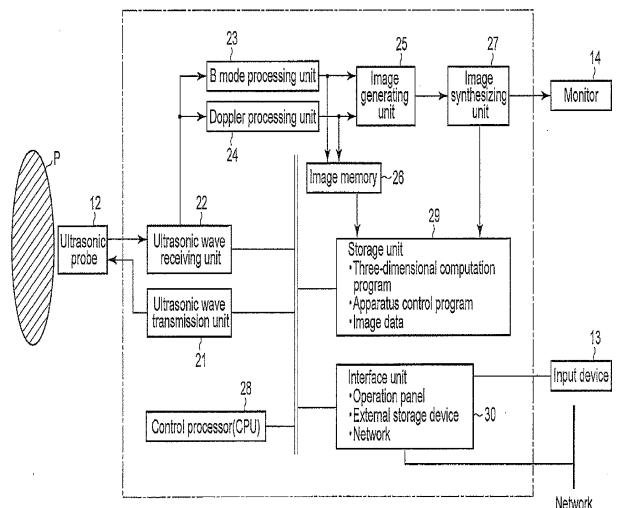 23
B mode processing unit
Doppler processing unit
24
25
Image
generating
unit
27
Image
synthesizing
unit
14
Monitor
P
12
Ultrasonic
probe
22
Ultrasonic wave
receiving unit
Ultrasonic wave
transmission unit
21
Image memory
26
29
Storage unit
・Three-dimensional computation
program
・Apparatus control program
・Image data
28
Control processor(CPU)
Interface unit
・Operation panel
・External storage device
・Network
30
13
Input device
Network